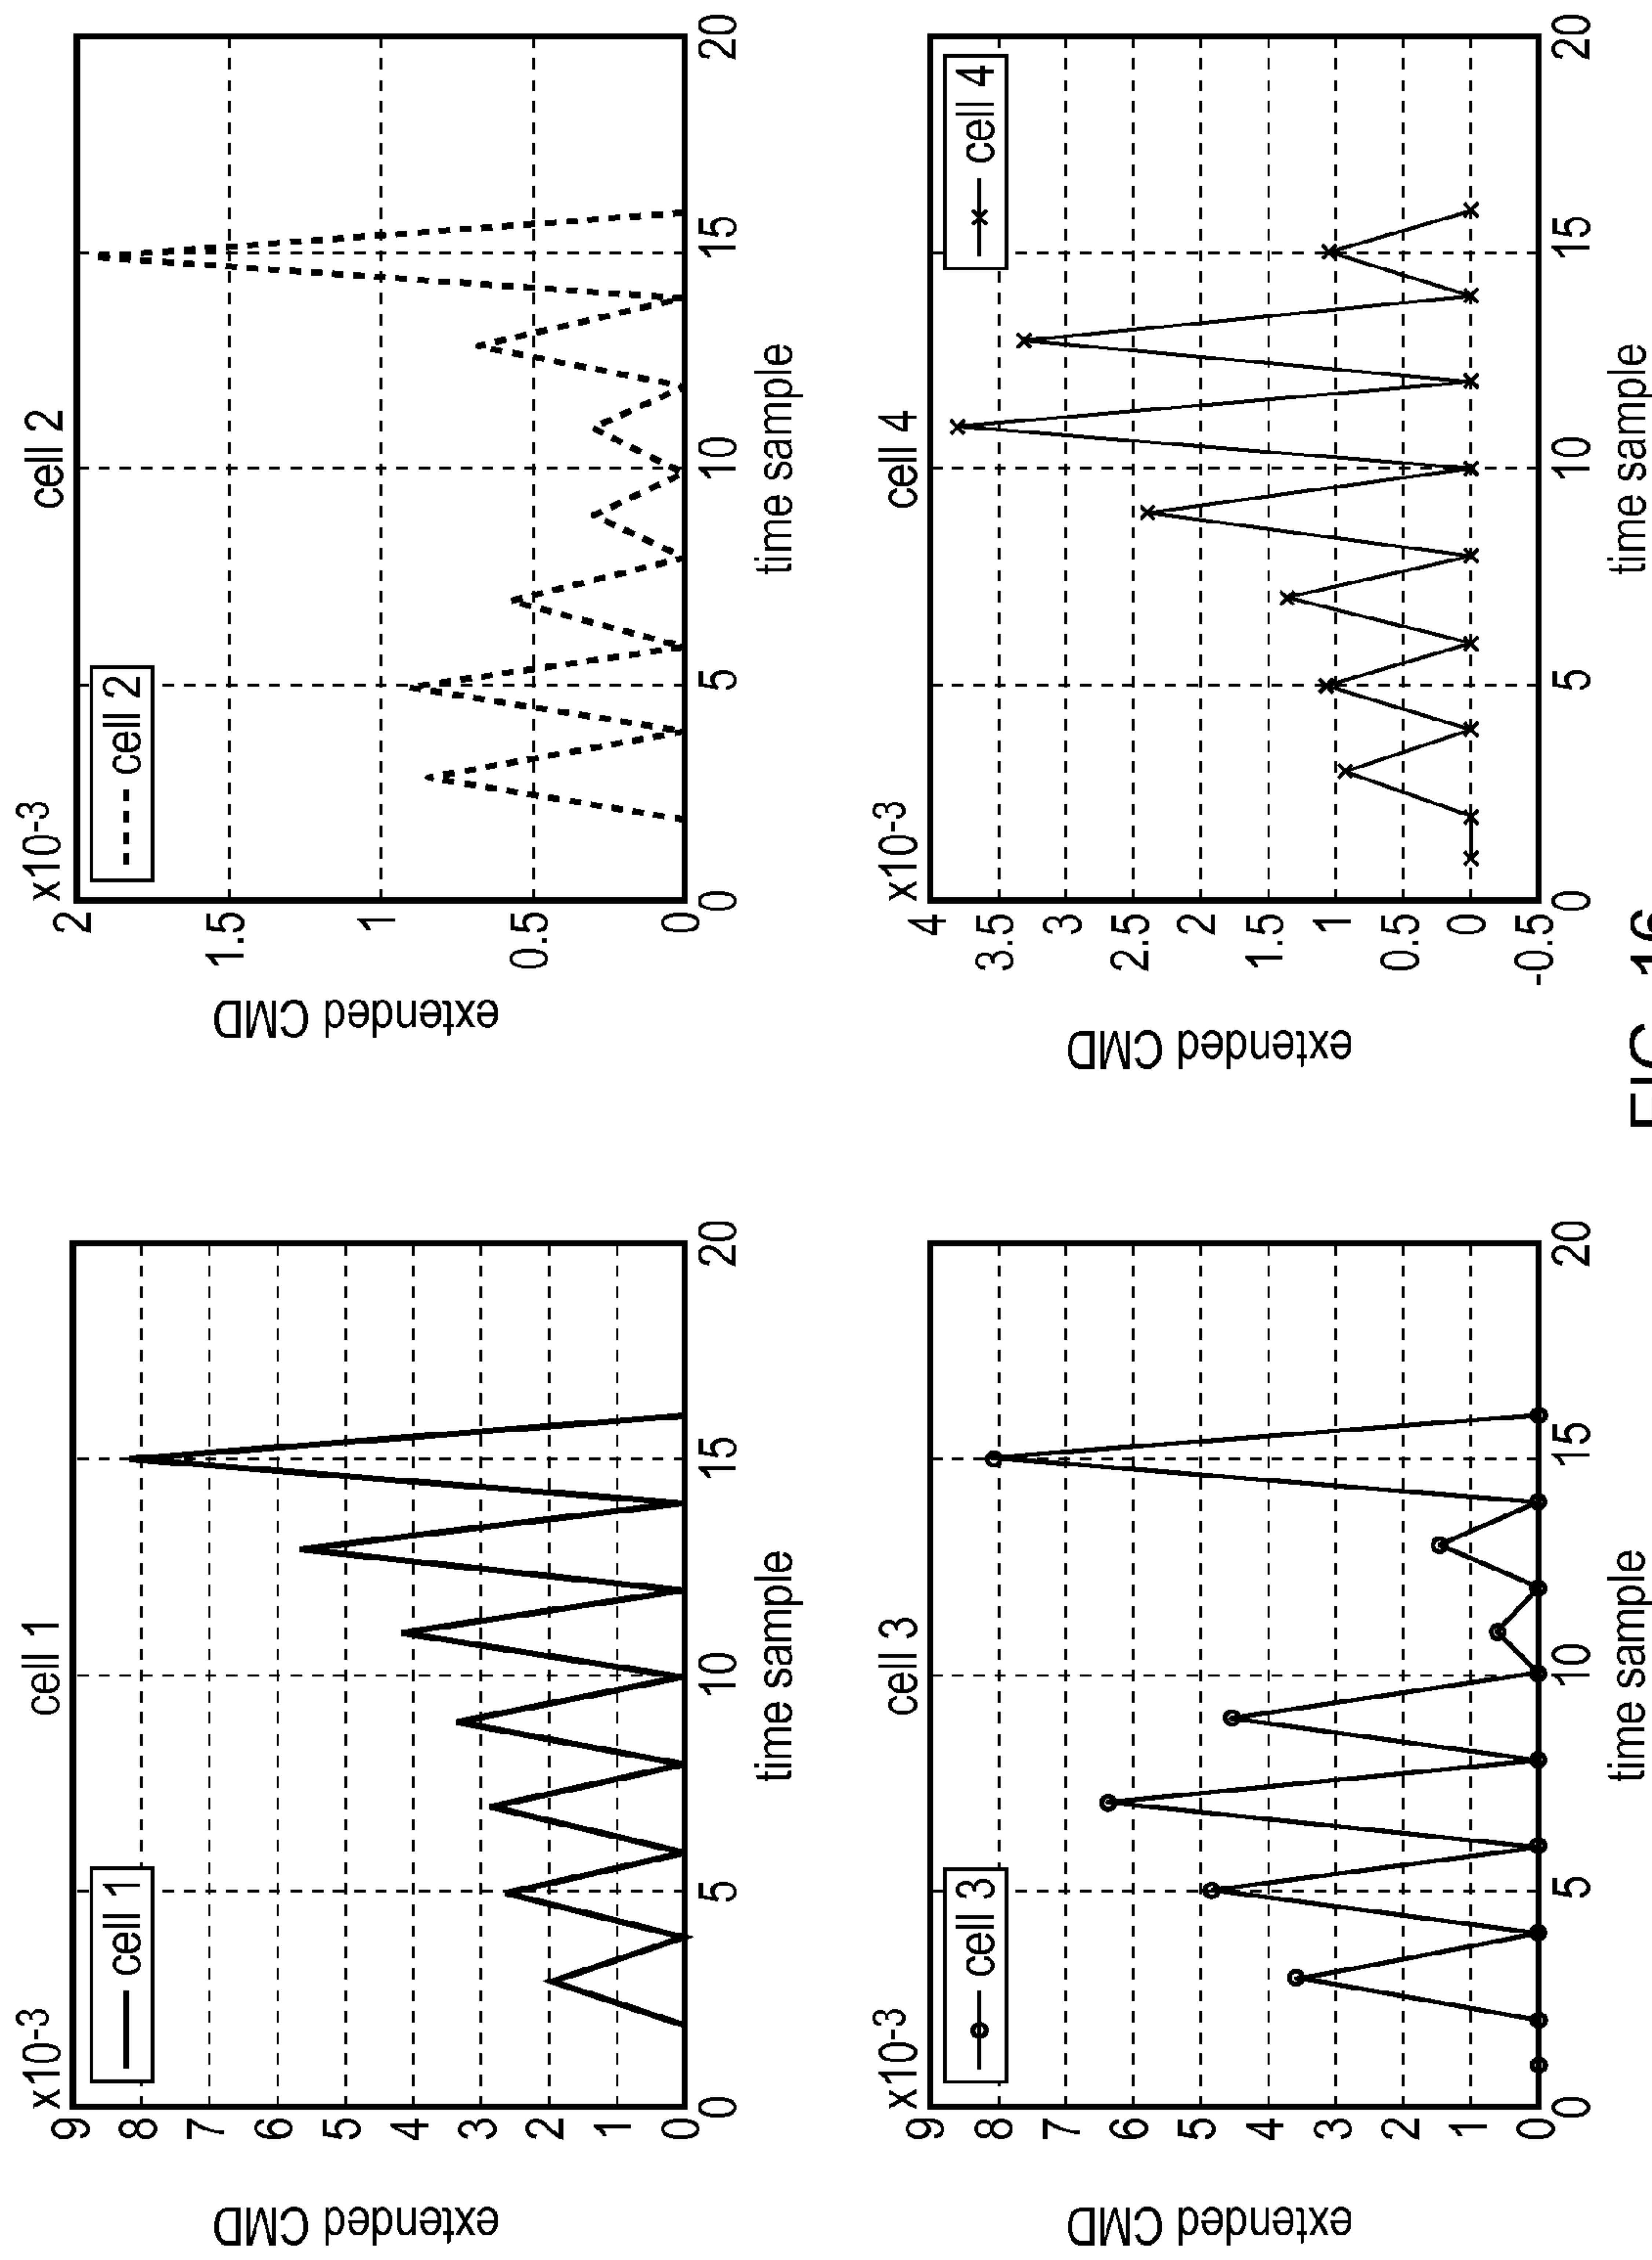 cell 1
x10-3
cell 1
9
8
7
6
5
4
3
2
1
0
extended CMD
0
5
10
15
20
time sample
cell 2
x10-3
cell 2
2
1.5
1
0.5
0
extended CMD
0
5
10
15
20
time sample
cell 3
x10-3
cell 3
9
8
7
6
5
4
3
2
1
0
extended CMD
0
5
10
15
20
time sample
cell 4
x10-3
cell 4
4
3.5
3
2.5
2
1.5
1
0.5
0
-0.5
extended CMD
0
5
10
15
20
time sample
FIG. 16